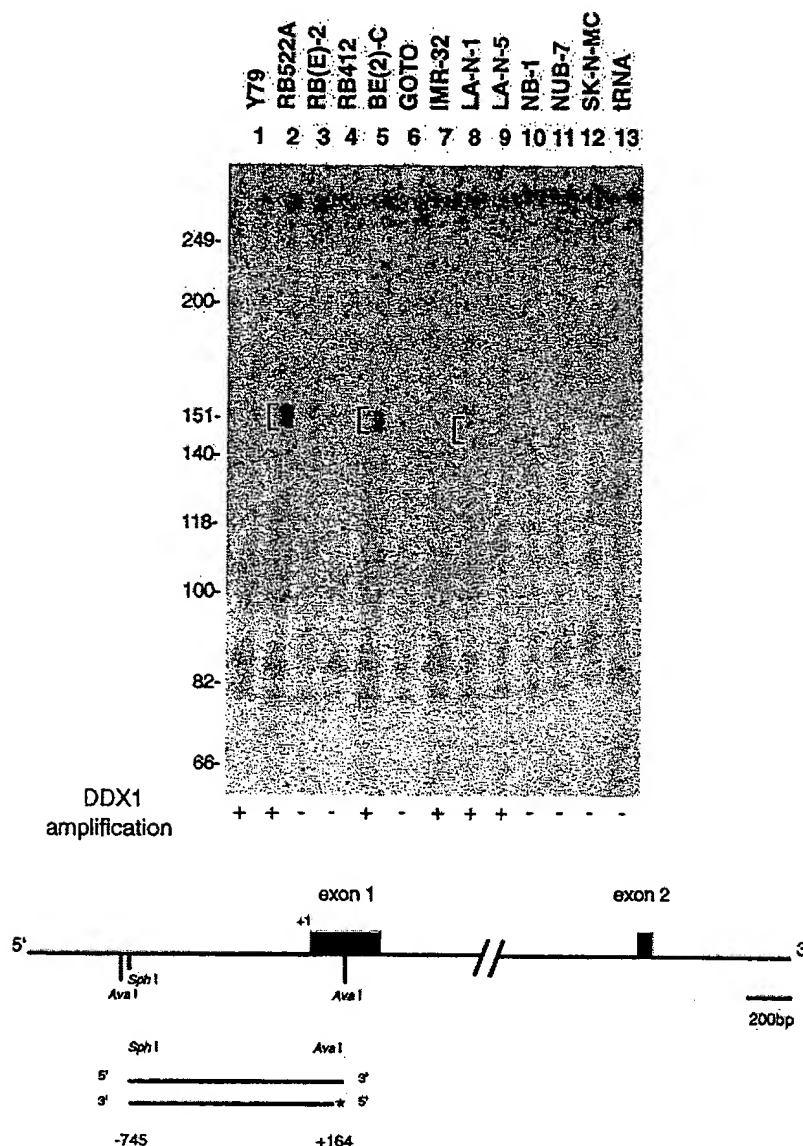 Y79 RB522A RB(E)-2 RB412 BE(2)-C GOTO IMR-32 LA-N-1 LA-N-5 NB-1 NUB-7 SK-N-MC tRNA
1 2 3 4 5 6 7 8 9 10 11 12 13
249-
200-
151-
140-
118-
100-
82-
66-
DDX1
amplification
+ + - - + - + + + - - - -
exon 1 exon 2
+1
5' 3'
Sph I
Ava I Ava I
200bp
Sph I Ava I
5' 3'
3' * 5'
-745 +164